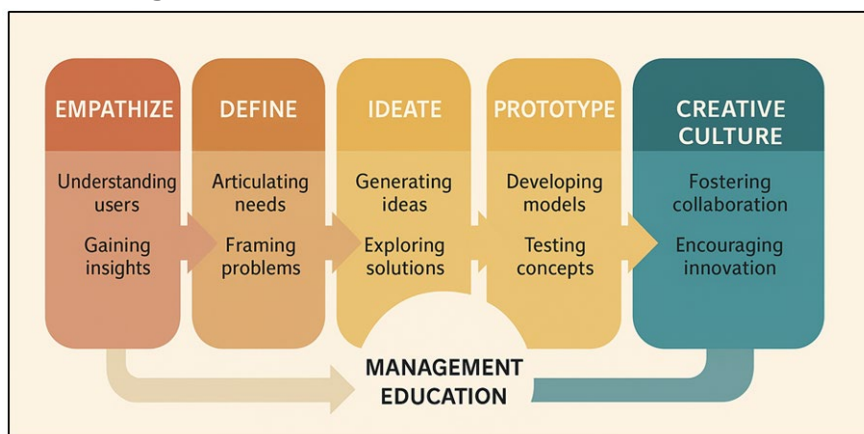 EMPATHIZE
Understanding
users
Gaining
insights
DEFINE
Articulating
needs
Framing
problems
IDEATE
Generating
ideas
Exploring
solutions
PROTOTYPE
Developing
models
Testing
concepts
CREATIVE
CULTURE
Fostering
collaboration
Encouraging
innovation
MANAGEMENT
EDUCATION